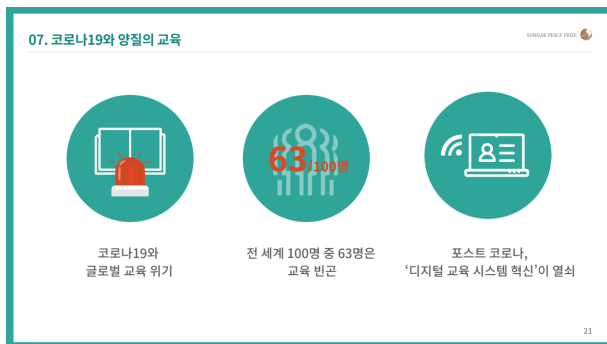 07. 코로나19와 양질의 교육
SUNHAK PEACE PRIZE
63/100명
코로나19와
글로벌 교육 위기
전 세계 100명 중 63명은
교육 빈곤
포스트 코로나,
‘디지털 교육 시스템 혁신’이 열쇠
21